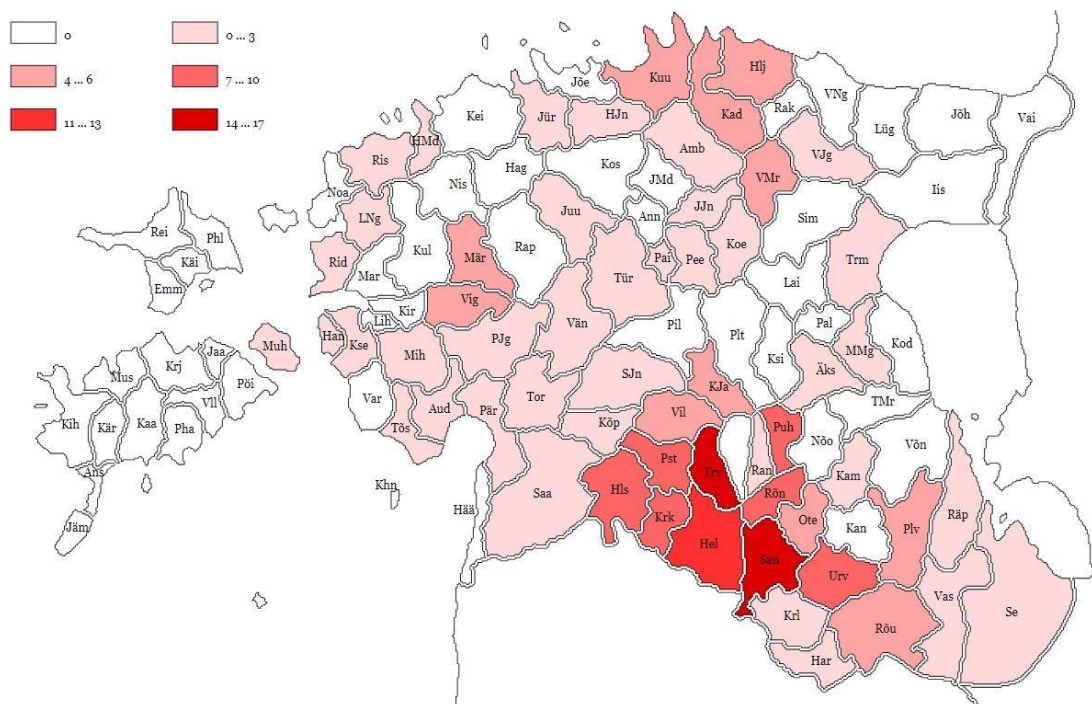 0
0 ... 3
4 ... 6
7 ... 10
11 ... 13
14 ... 17
Jõe
Kuu
Hlj
VNg
Rak
Kei
Jür
HJn
Kad
Lüg
Jõh
Vai
HMd
Ris
Amb
VJg
Hag
Kos
JMd
VMr
Nis
Iis
Noa
LNg
Juu
Ann
JJn
Sim
Rei
Phl
Kul
Rap
Koe
Käi
Rid
Mar
Mär
Pai
Pee
Trm
Tür
Lai
Emm
Vig
Kir
Lih
Vän
Pil
Plt
Pal
Kod
Muh
Han
Kse
PJg
Mih
Ksi
MMg
Jaa
Krj
Mus
Pöi
SJn
Äks
KJa
Var
Tor
TMr
Vll
Aud
Pär
Vil
Kih
Kär
Kaa
Pha
Tõs
Kõp
Puh
Nõo
Võn
Pst
Trv
Ran
Kam
Ans
Khn
Hls
Saa
Rõn
Hää
Krk
Ote
Kan
Plv
Räp
Jäm
Hel
San
Urv
Vas
Se
Krl
Rõu
Har